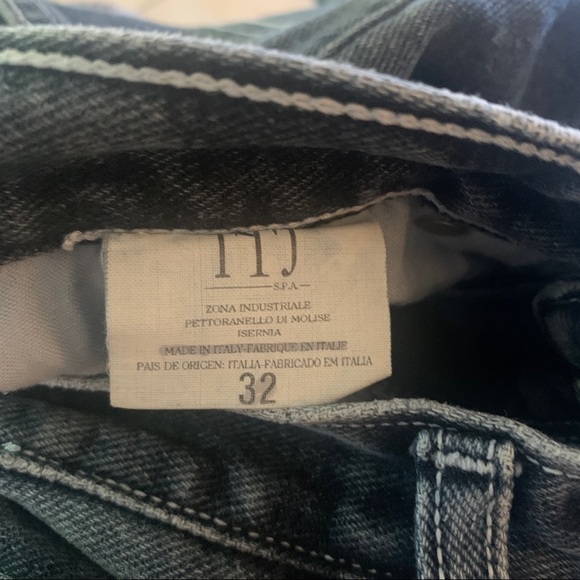 S.P.A.
ZONA INDUSTRIALE
PETTORANELLO DI MOLISE
ISERNIA
MADE IN ITALY-FABRIQUE EN ITALIE
PAIS DE ORIGEN: ITALIA-FABRICADO EM ITALIA
32